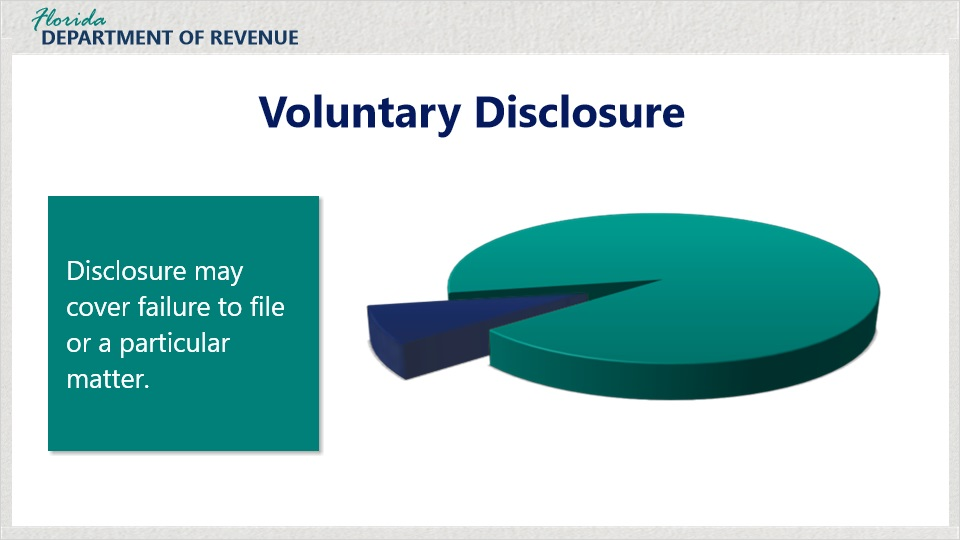 Florida
DEPARTMENT OF REVENUE
Voluntary Disclosure
Disclosure may
cover failure to file
or a particular
matter.